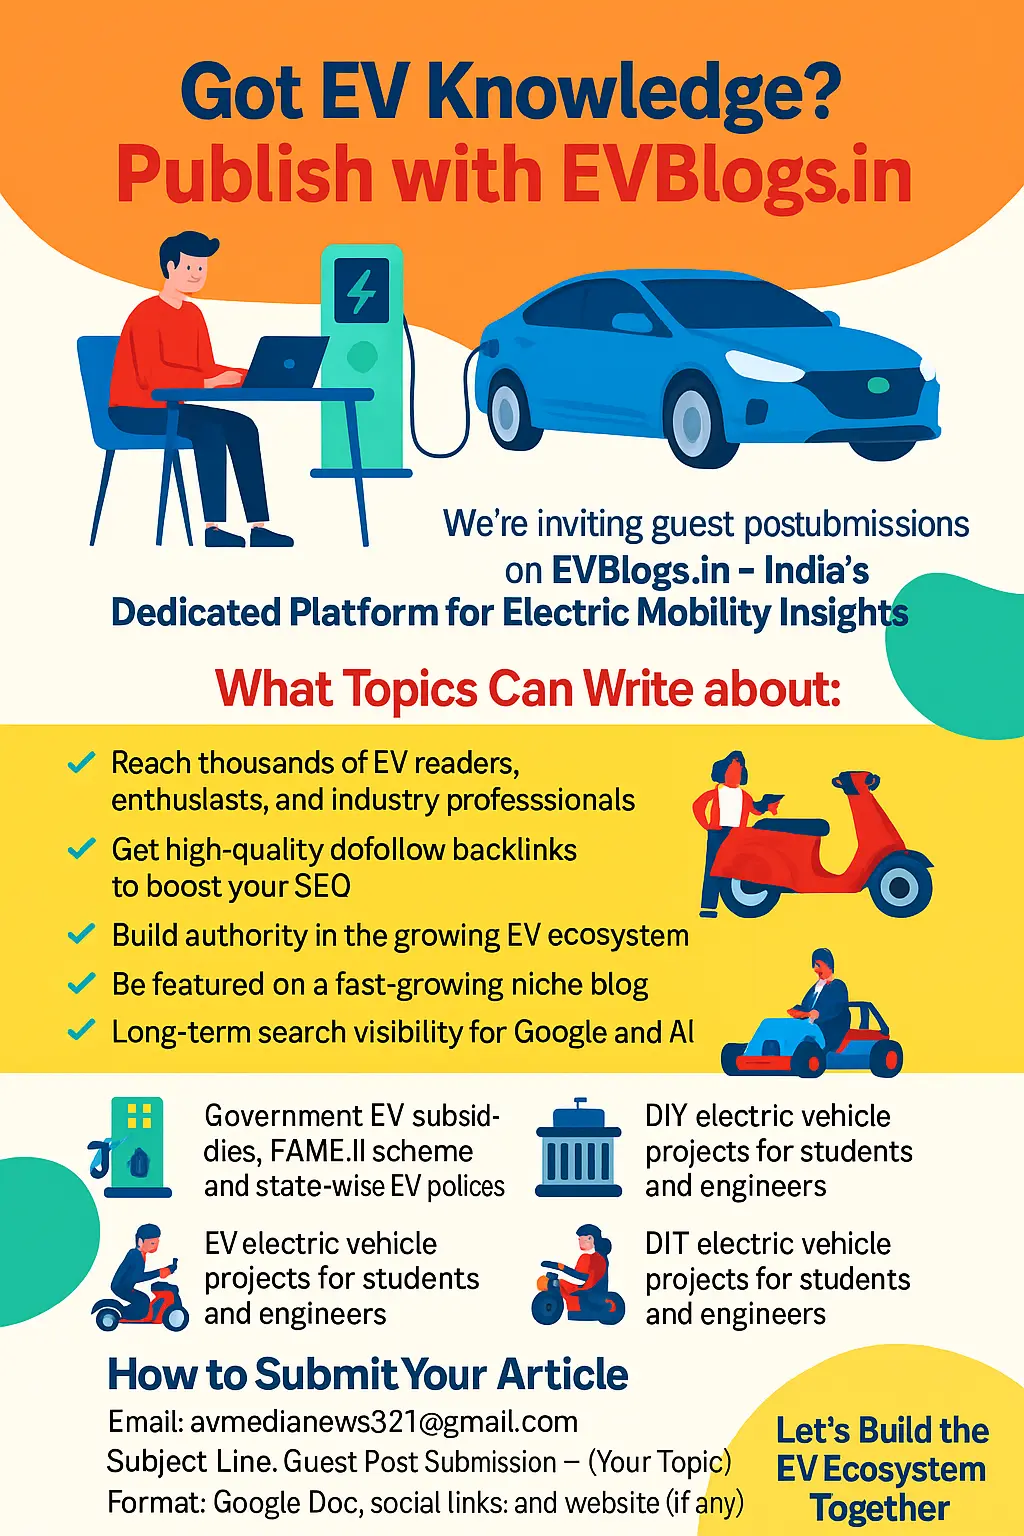 Got EV Knowledge?
Publish with EVBlogs.in
We're inviting guest postubmissions
on EVBlogs.in – India's
Dedicated Platform for Electric Mobility Insights
What Topics Can Write about:
Reach thousands of EV readers,
enthuslasts, and industry professsionals
Get high-quality dofollow backlinks
to boost your SEO
Build authority in the growing EV ecosystem
Be featured on a fast-growing niche blog
Long-term search visibility for Google and AI
Government EV subsid-
dies, FAME.II scheme
and state-wise EV polices
DIY electric vehicle
projects for students
and engineers
EV electric vehicle
projects for students
and engineers
DIT electric vehicle
projects for students
and engineers
How to Submit Your Article
Email: avmedianews321@gmail.com
Subject Line. Guest Post Submission – (Your Topic)
Format: Google Doc, social links: and website (if any)
Let's Build the
EV Ecosystem
Together